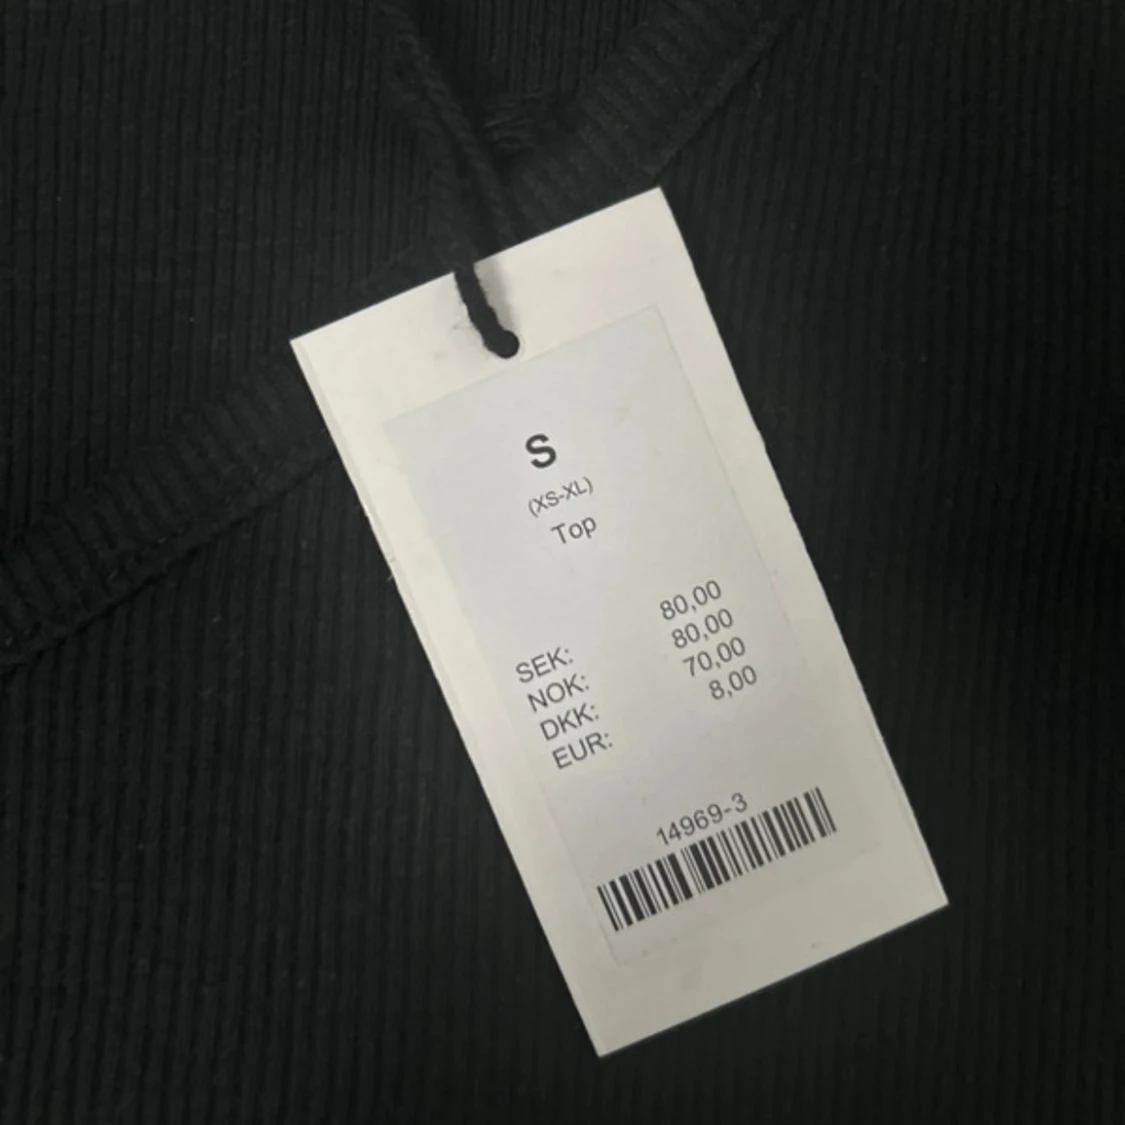 S
(XS-XL)
Top
SEK: 80,00
NOK: 80,00
DKK: 70,00
EUR: 8,00
14969-3